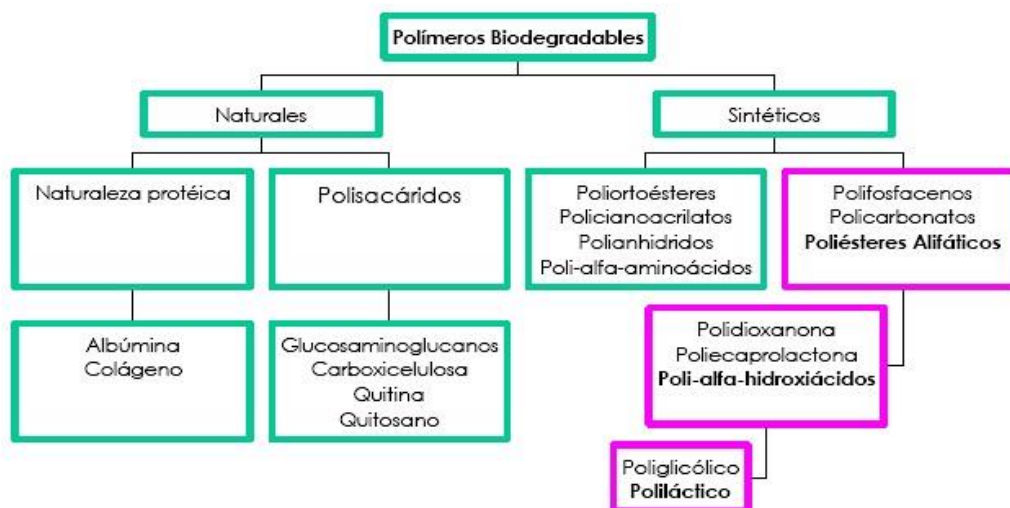 Polímeros Biodegradables
Naturales
Sintéticos
Naturaleza protéica
Polisacáridos
Poliortoésteres
Policianoacrilatos
Polianhidridos
Poli-alfa-aminoácidos
Polifosfacenos
Policarbonatos
Poliésteres Alifáticos
Albúmina
Colágeno
Glucosaminoglucanos
Carboxicelulosa
Quitina
Quitosano
Polidioxanona
Poliecaprolactona
Poli-alfa-hidroxiácidos
Poliglicólico
Poliláctico